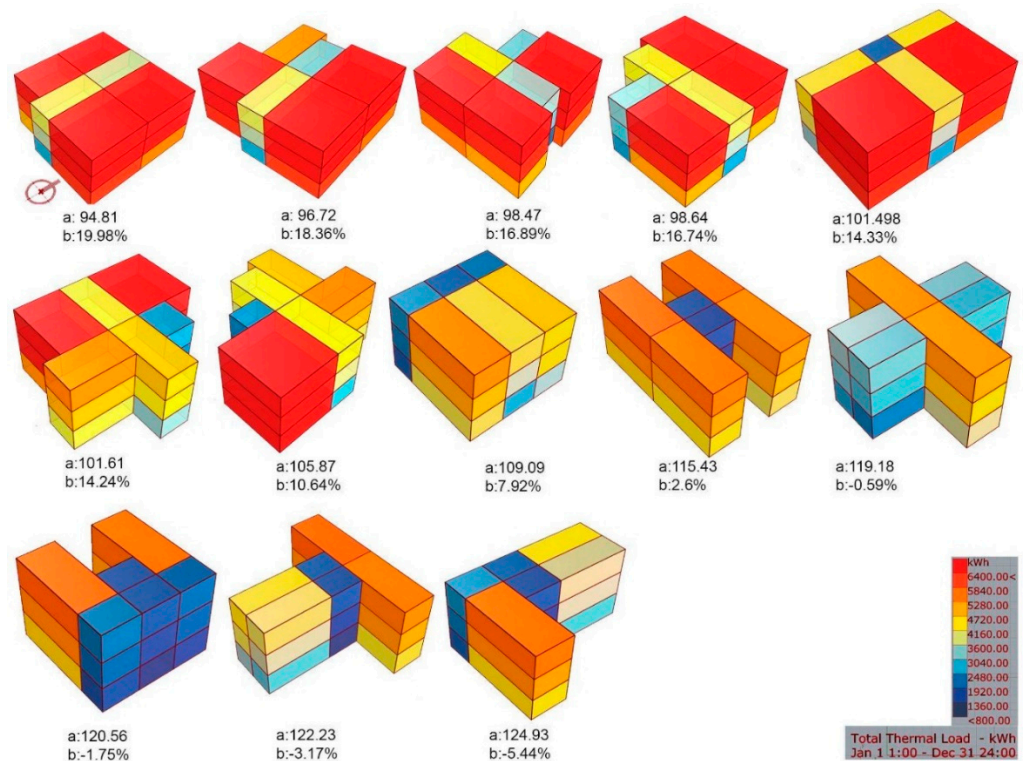 a: 94.81
b:19.98%
a: 96.72
b:18.36%
a: 98.47
b:16.89%
a: 98.64
b:16.74%
a:101.498
b:14.33%
a:101.61
b:14.24%
a:105.87
b:10.64%
a:109.09
b:7.92%
a:115.43
b:2.6%
a:119.18
b:-0.59%
a:120.56
b:-1.75%
a:122.23
b:-3.17%
a:124.93
b:-5.44%
kWh
6400.00<
5840.00
5280.00
4720.00
4160.00
3600.00
3040.00
2480.00
1920.00
1360.00
<800.00
Total Thermal Load - kWh
Jan 1 1:00 - Dec 31 24:00